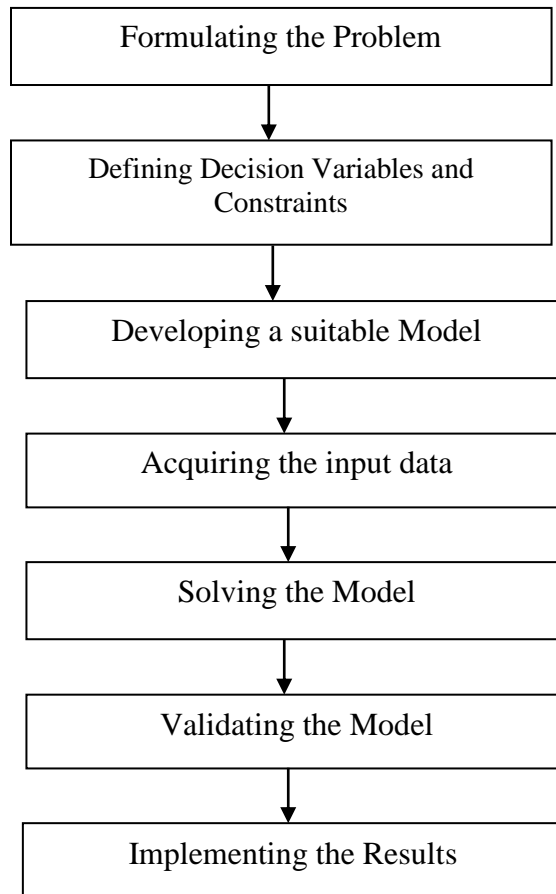 Formulating the Problem
Defining Decision Variables and
Constraints
Developing a suitable Model
Acquiring the input data
Solving the Model
Validating the Model
Implementing the Results